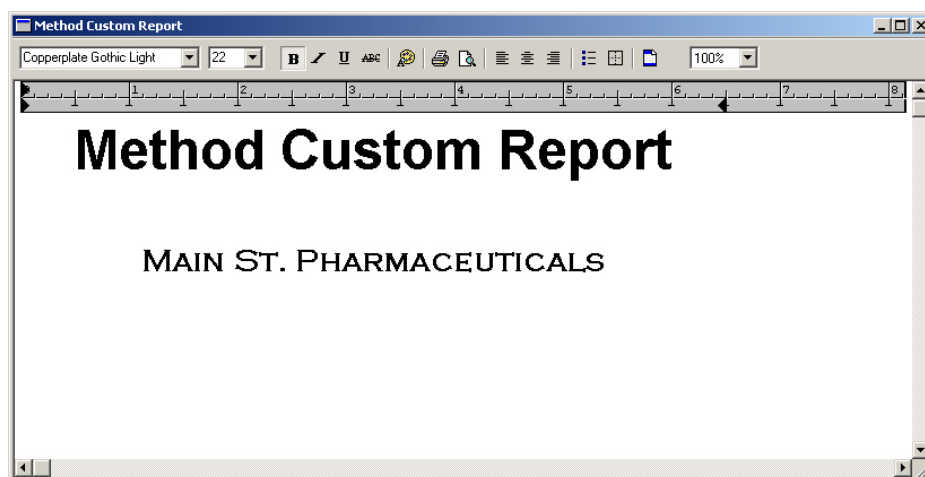 Method Custom Report
Copperplate Gothic Light 22 B I U ABC 100%
1 2 3 4 5 6 7 8
Method Custom Report
MAIN ST. PHARMACEUTICALS